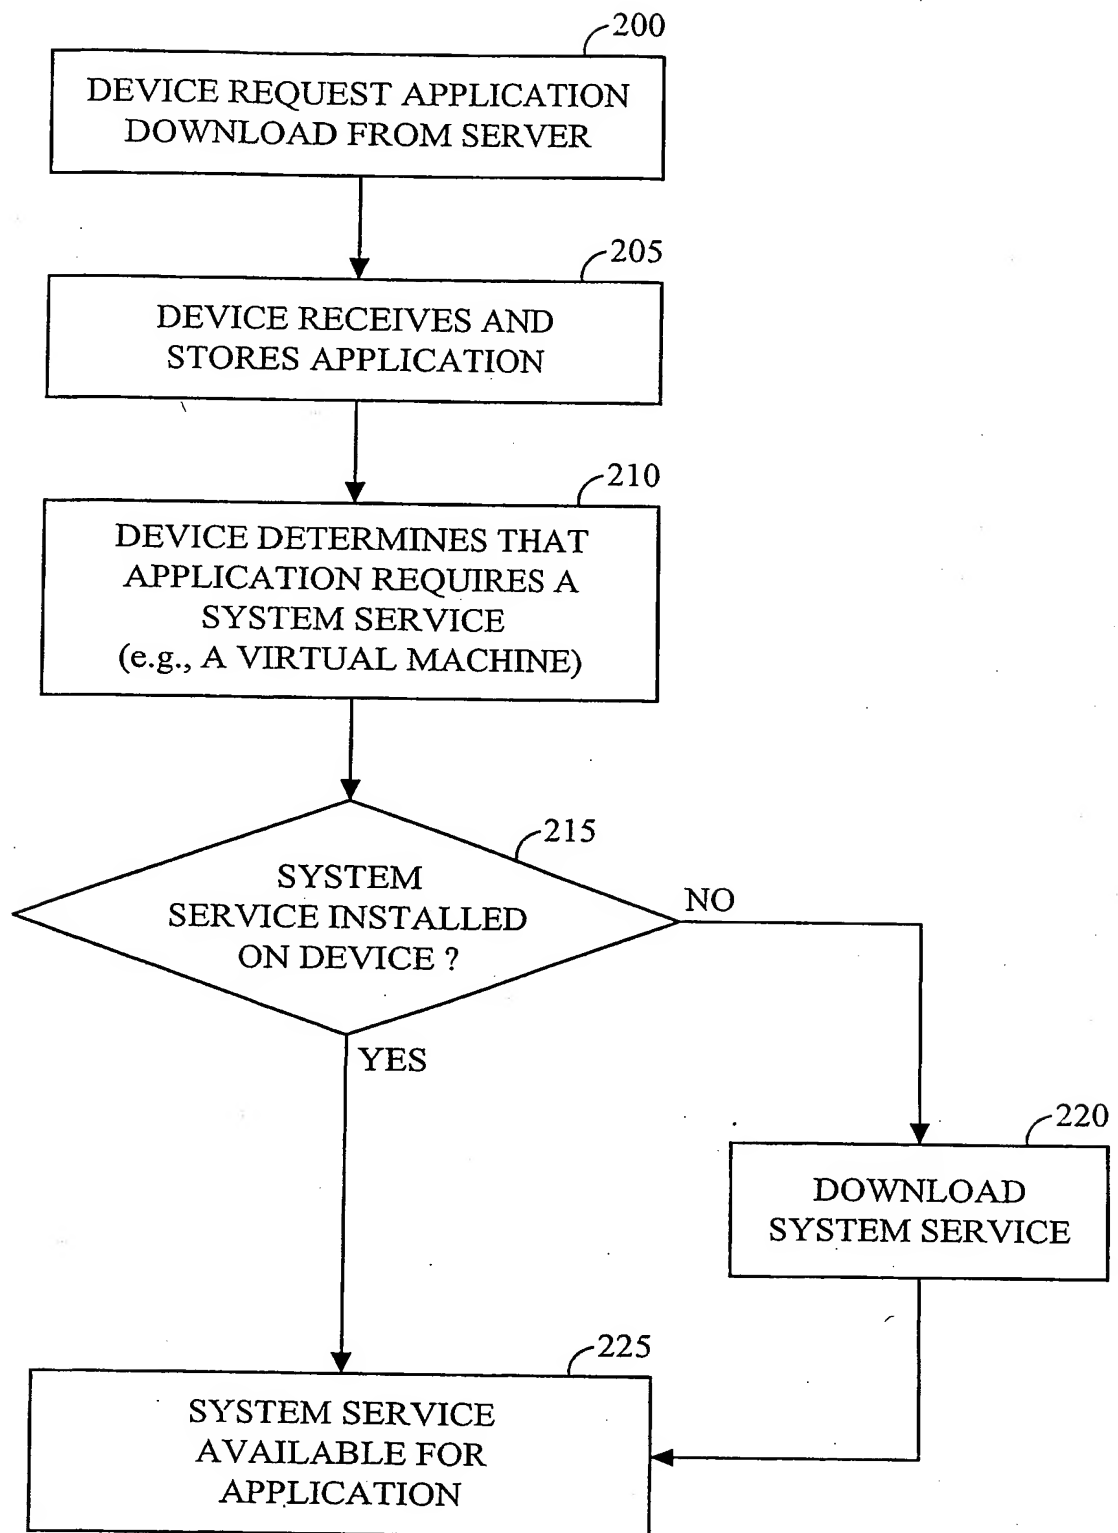 200
DEVICE REQUEST APPLICATION
DOWNLOAD FROM SERVER
205
DEVICE RECEIVES AND
STORES APPLICATION
210
DEVICE DETERMINES THAT
APPLICATION REQUIRES A
SYSTEM SERVICE
(e.g., A VIRTUAL MACHINE)
215
SYSTEM
SERVICE INSTALLED
ON DEVICE ?
NO
YES
220
DOWNLOAD
SYSTEM SERVICE
225
SYSTEM SERVICE
AVAILABLE FOR
APPLICATION